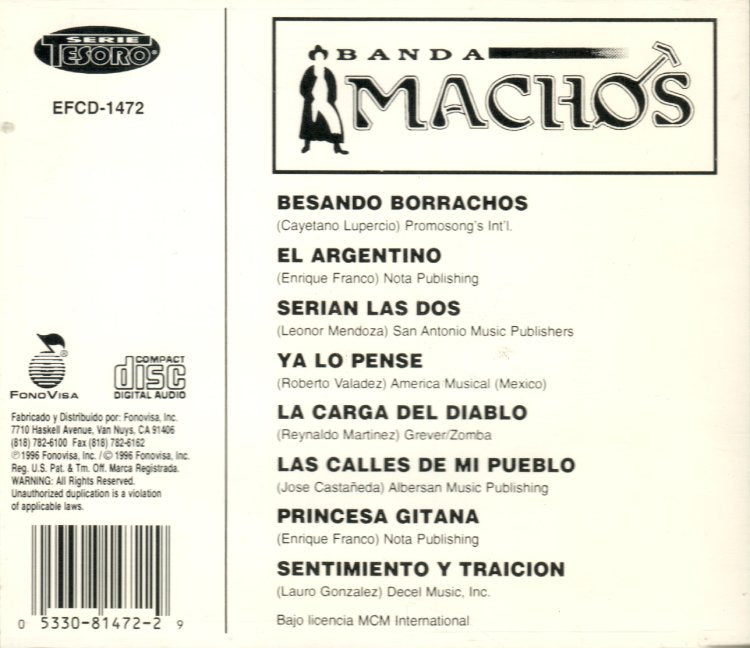 SERIE
TESORO
EFCD-1472
BANDA
MACHOS
BESANDO BORRACHOS
(Cayetano Lupercio) Promosong's Int'l.
EL ARGENTINO
(Enrique Franco) Nota Publishing
SERIAN LAS DOS
(Leonor Mendoza) San Antonio Music Publishers
YA LO PENSE
(Roberto Valadez) America Musical (Mexico)
LA CARGA DEL DIABLO
(Reynaldo Martinez) Grever/Zomba
LAS CALLES DE MI PUEBLO
(Jose Castañeda) Albersan Music Publishing
PRINCESA GITANA
(Enrique Franco) Nota Publishing
SENTIMIENTO Y TRAICION
(Lauro Gonzalez) Decel Music, Inc.
Bajo licencia MCM International
®
FONOVISA
COMPACT
disc
DIGITAL AUDIO
Fabricado y Distribuido por: Fonovisa, Inc.
7710 Haskell Avenue, Van Nuys, CA 91406
(818) 782-6100 Fax (818) 782-6162
℗1996 Fonovisa, Inc. / © 1996 Fonovisa, Inc.
Reg. U.S. Pat. & Tm. Off. Marca Registrada.
WARNING: All Rights Reserved.
Unauthorized duplication is a violation
of applicable laws.
0 5330-81472-2 9